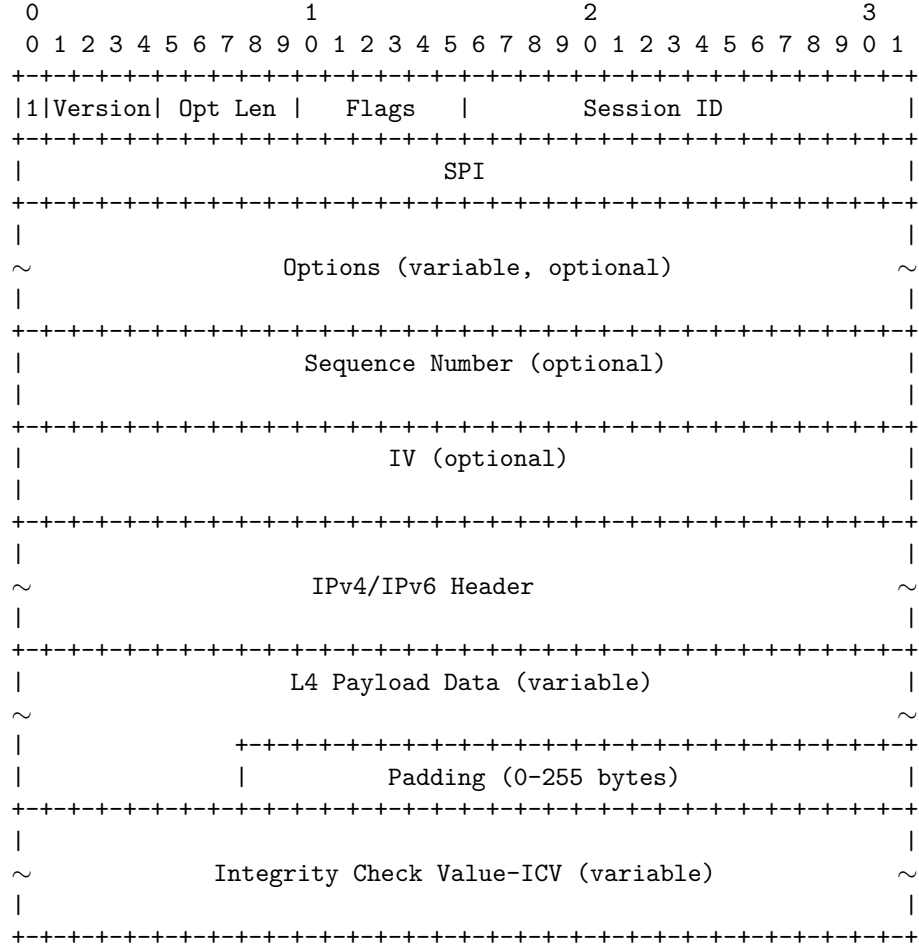 0                   1                   2                   3
0 1 2 3 4 5 6 7 8 9 0 1 2 3 4 5 6 7 8 9 0 1 2 3 4 5 6 7 8 9 0 1
+-+-+-+-+-+-+-+-+-+-+-+-+-+-+-+-+-+-+-+-+-+-+-+-+-+-+-+-+-+-+-+-+
|1|Version| Opt Len |   Flags   |        Session ID             |
+-+-+-+-+-+-+-+-+-+-+-+-+-+-+-+-+-+-+-+-+-+-+-+-+-+-+-+-+-+-+-+-+
|                              SPI                              |
+-+-+-+-+-+-+-+-+-+-+-+-+-+-+-+-+-+-+-+-+-+-+-+-+-+-+-+-+-+-+-+-+
|                                                               |
~                  Options (variable, optional)                 ~
|                                                               |
+-+-+-+-+-+-+-+-+-+-+-+-+-+-+-+-+-+-+-+-+-+-+-+-+-+-+-+-+-+-+-+-+
|                    Sequence Number (optional)                 |
|                                                               |
+-+-+-+-+-+-+-+-+-+-+-+-+-+-+-+-+-+-+-+-+-+-+-+-+-+-+-+-+-+-+-+-+
|                          IV (optional)                        |
|                                                               |
+-+-+-+-+-+-+-+-+-+-+-+-+-+-+-+-+-+-+-+-+-+-+-+-+-+-+-+-+-+-+-+-+
|                                                               |
~                    IPv4/IPv6 Header                           ~
|                                                               |
+-+-+-+-+-+-+-+-+-+-+-+-+-+-+-+-+-+-+-+-+-+-+-+-+-+-+-+-+-+-+-+-+
|                   L4 Payload Data (variable)                  |
~                                                               ~
|               +-+-+-+-+-+-+-+-+-+-+-+-+-+-+-+-+-+-+-+-+-+-+-+-+
|               |          Padding (0-255 bytes)                |
+-+-+-+-+-+-+-+-+-+-+-+-+-+-+-+-+-+-+-+-+-+-+-+-+-+-+-+-+-+-+-+-+
|                                                               |
~             Integrity Check Value-ICV (variable)              ~
|                                                               |
+-+-+-+-+-+-+-+-+-+-+-+-+-+-+-+-+-+-+-+-+-+-+-+-+-+-+-+-+-+-+-+-+